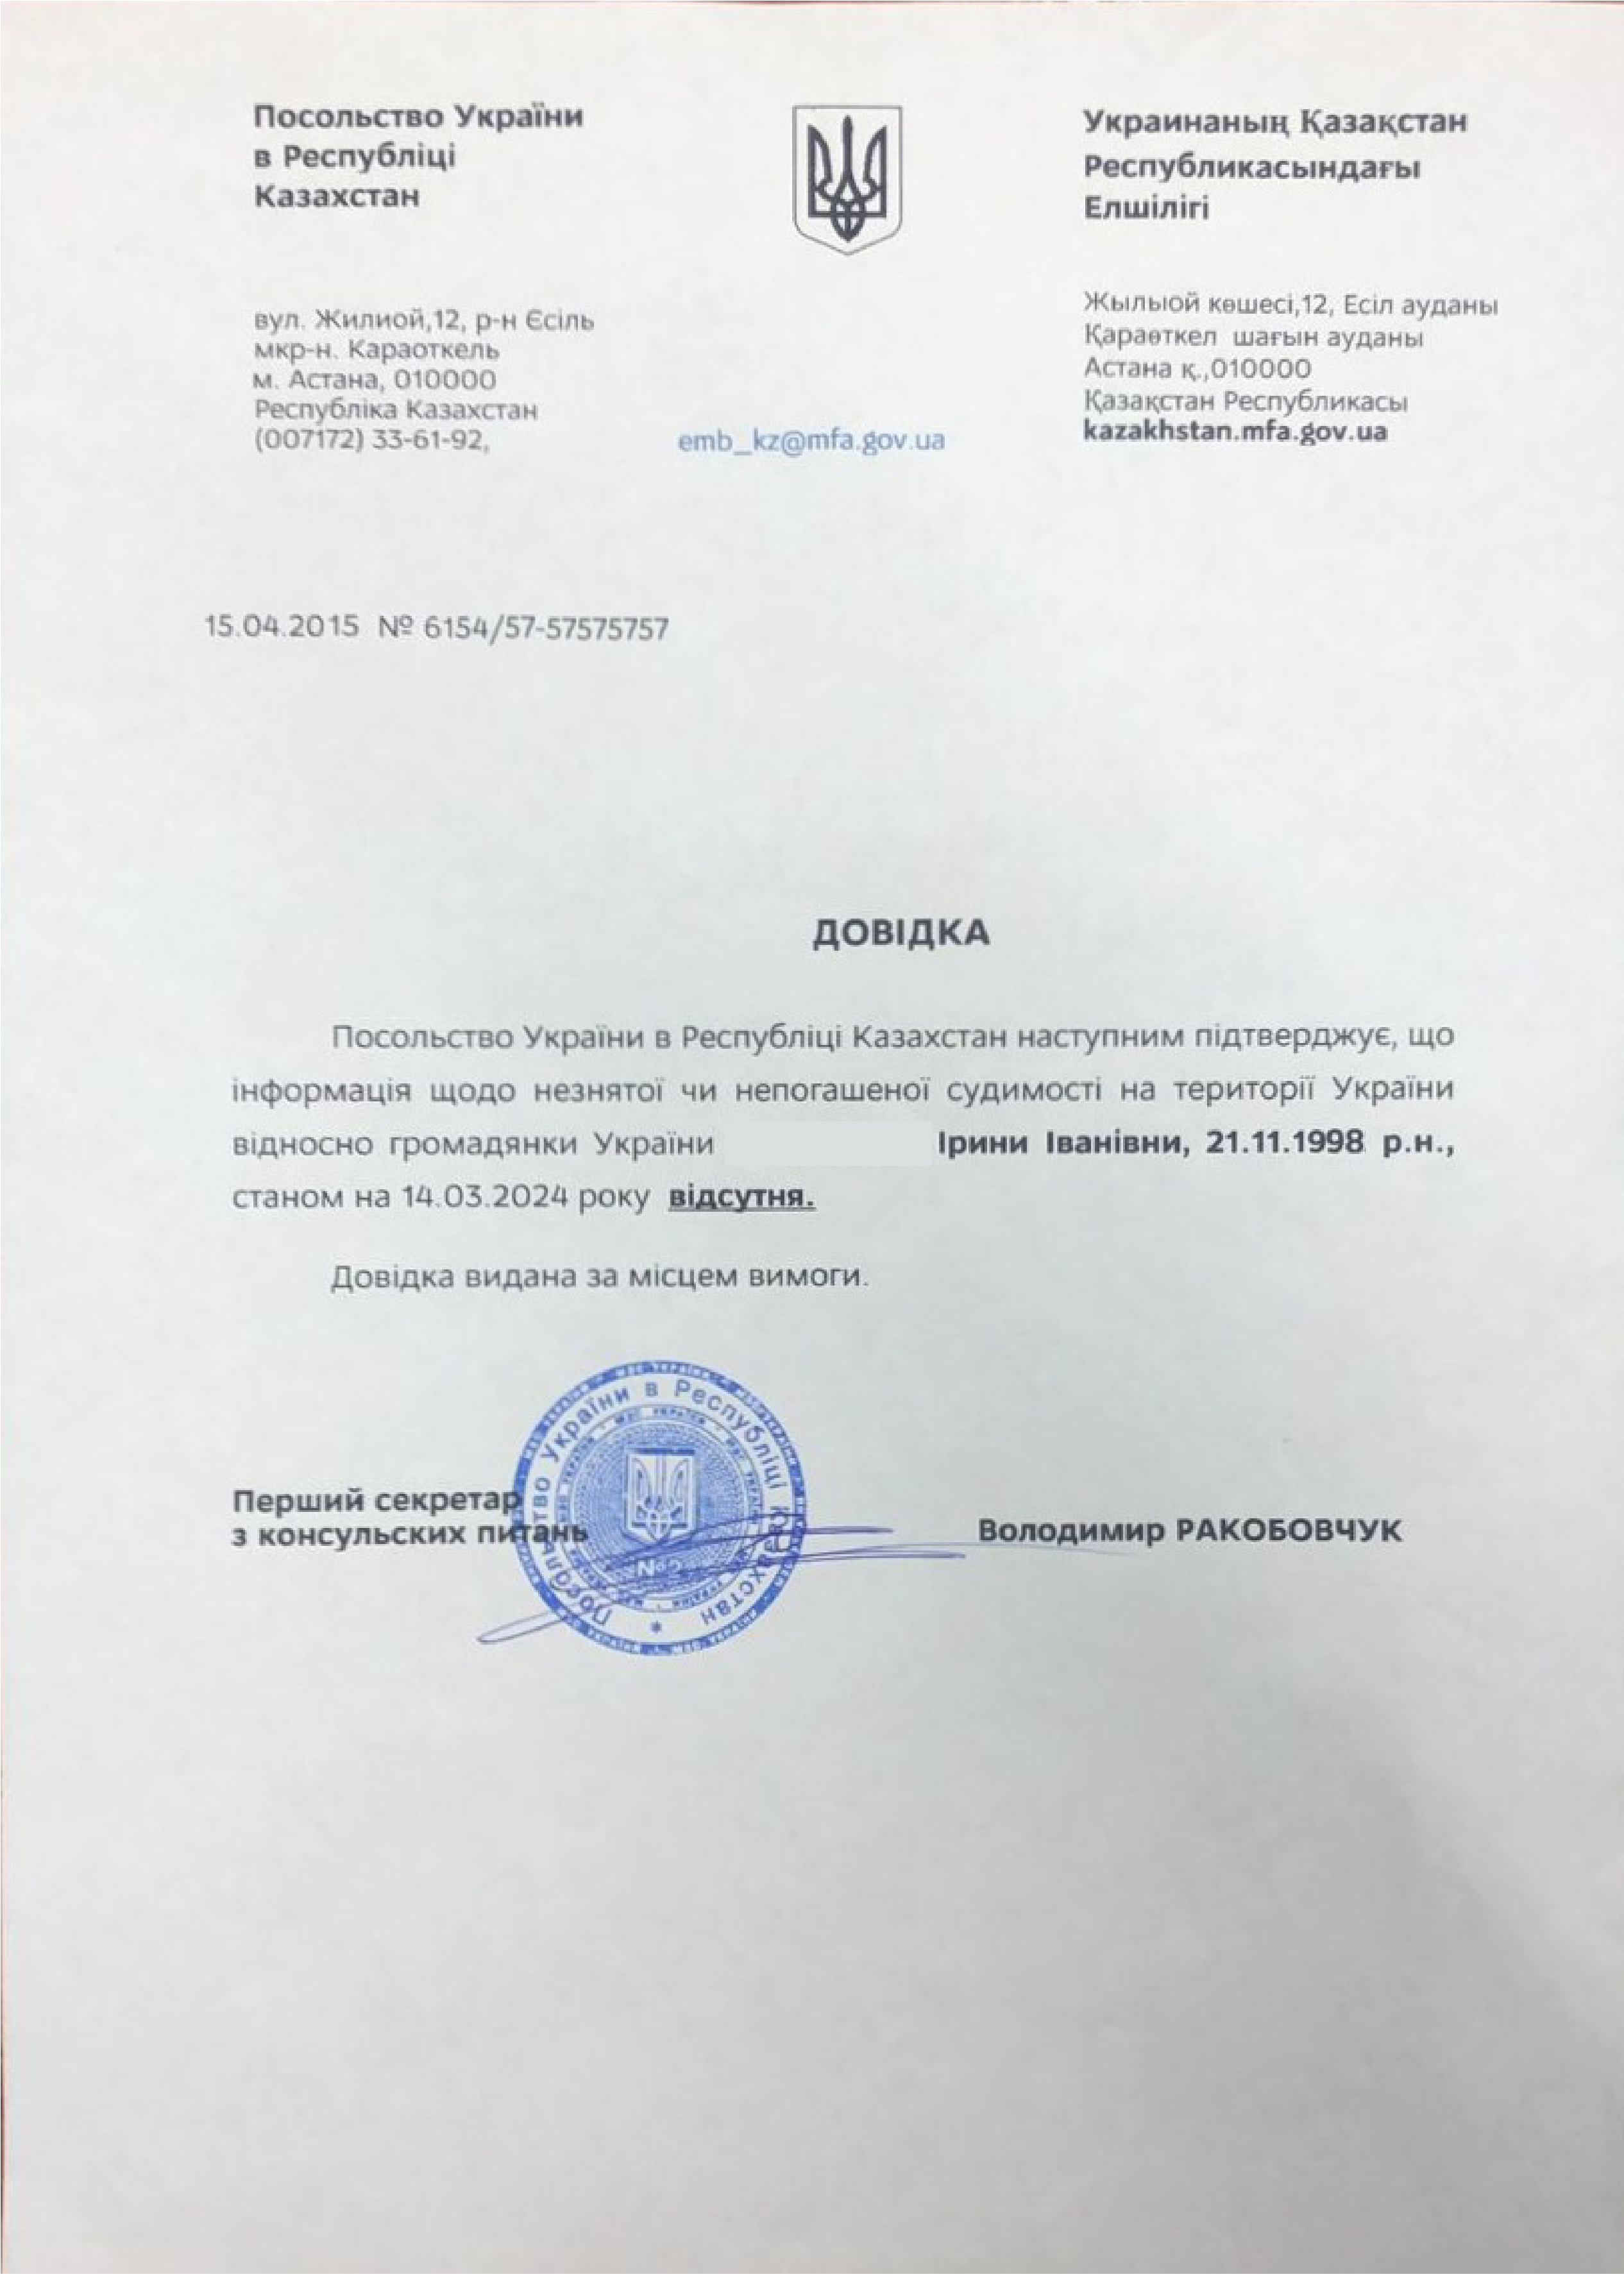 Посольство України
в Республіці
Казахстан
Украинаның Қазақстан
Республикасындағы
Елшілігі
вул. Жилиой,12, р-н Єсіль
мкр-н. Караоткель
м. Астана, 010000
Республіка Казахстан
(007172) 33-61-92,
emb_kz@mfa.gov.ua
Жылыой көшесі,12, Есіл ауданы
Қараөткел шағын ауданы
Астана қ.,010000
Қазақстан Республикасы
kazakhstan.mfa.gov.ua
15.04.2015 № 6154/57-57575757
ДОВІДКА
Посольство України в Республіці Казахстан наступним підтверджує, що
інформація щодо незнятої чи непогашеної судимості на території України
відносно громадянки України Ірини Іванівни, 21.11.1998 р.н.,
станом на 14.03.2024 року відсутня.
Довідка видана за місцем вимоги.
Перший секретар
з консульских питань
Володимир РАКОБОВЧУК
Посольство України в Республіці Казахстан
№2